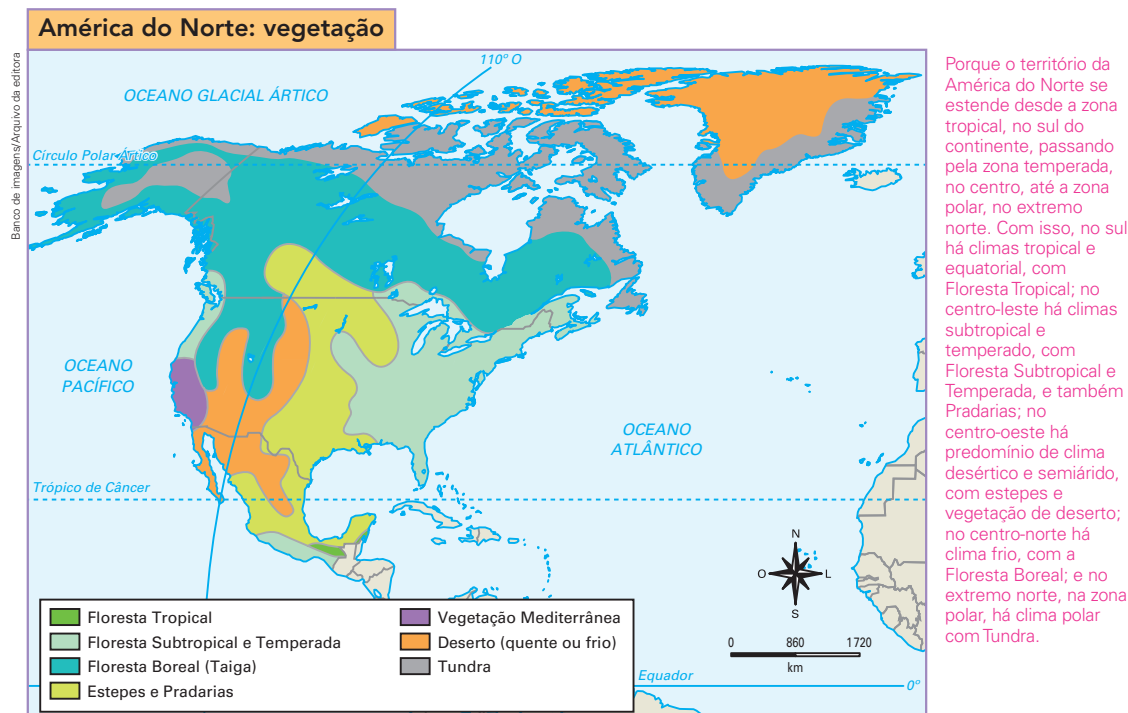 América do Norte: vegetação
Banco de imagens/Arquivo da editora
110º O
OCEANO GLACIAL ÁRTICO
Círculo Polar Ártico
OCEANO
PACÍFICO
OCEANO
ATLÂNTICO
Trópico de Câncer
N
O
L
S
0
860
1720
km
Equador
0º
Floresta Tropical
Floresta Subtropical e Temperada
Floresta Boreal (Taiga)
Estepes e Pradarias
Vegetação Mediterrânea
Deserto (quente ou frio)
Tundra
Porque o território da
América do Norte se
estende desde a zona
tropical, no sul do
continente, passando
pela zona temperada,
no centro, até a zona
polar, no extremo
norte. Com isso, no sul
há climas tropical e
equatorial, com
Floresta Tropical; no
centro-leste há climas
subtropical e
temperado, com
Floresta Subtropical e
Temperada, e também
Pradarias; no
centro-oeste há
predomínio de clima
desértico e semiárido,
com estepes e
vegetação de deserto;
no centro-norte há
clima frio, com a
Floresta Boreal; e no
extremo norte, na zona
polar, há clima polar
com Tundra.